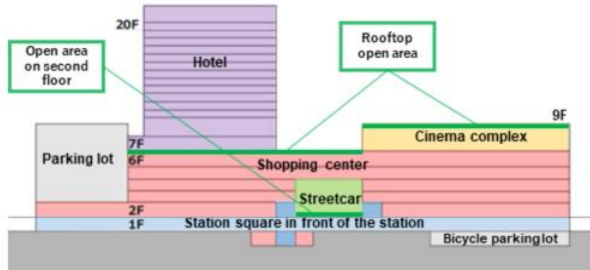 20F
Open area
on second
floor
Hotel
Rooftop
open area
9F
Cinema complex
7F
6F
Parking lot
Shopping center
Streetcar
2F
1F
Station square in front of the station
Bicycle parking lot